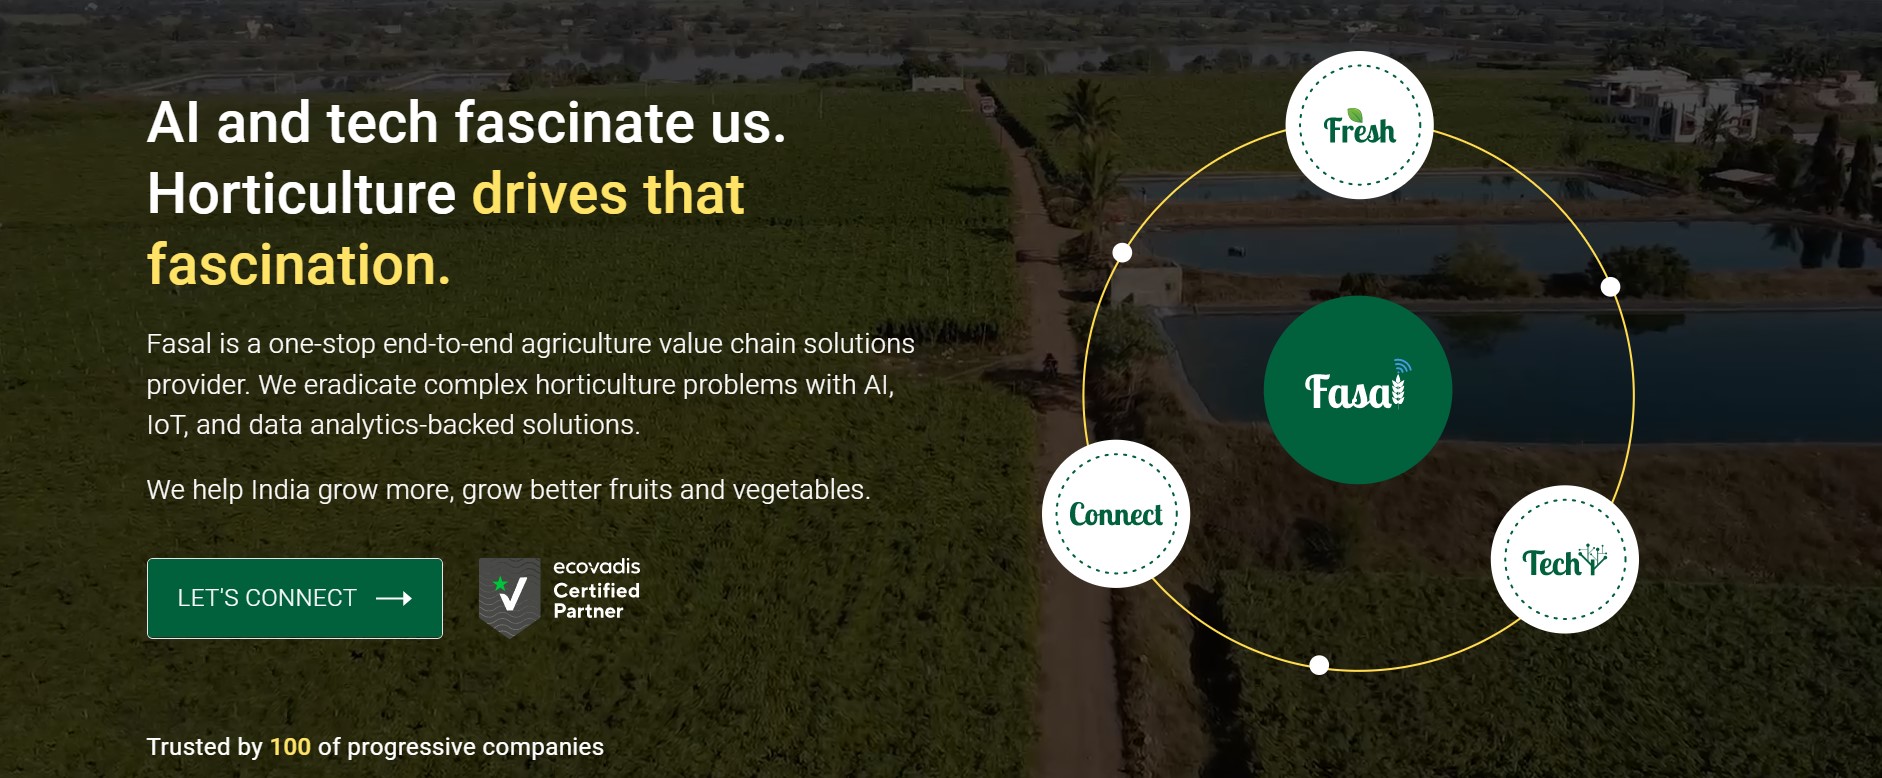 AI and tech fascinate us.
Horticulture drives that
fascination.
Fasal is a one-stop end-to-end agriculture value chain solutions
provider. We eradicate complex horticulture problems with AI,
IoT, and data analytics-backed solutions.
We help India grow more, grow better fruits and vegetables.
LET'S CONNECT
ecovadis
Certified
Partner
Trusted by 100 of progressive companies
Fresh
Fasal
Connect
Tech